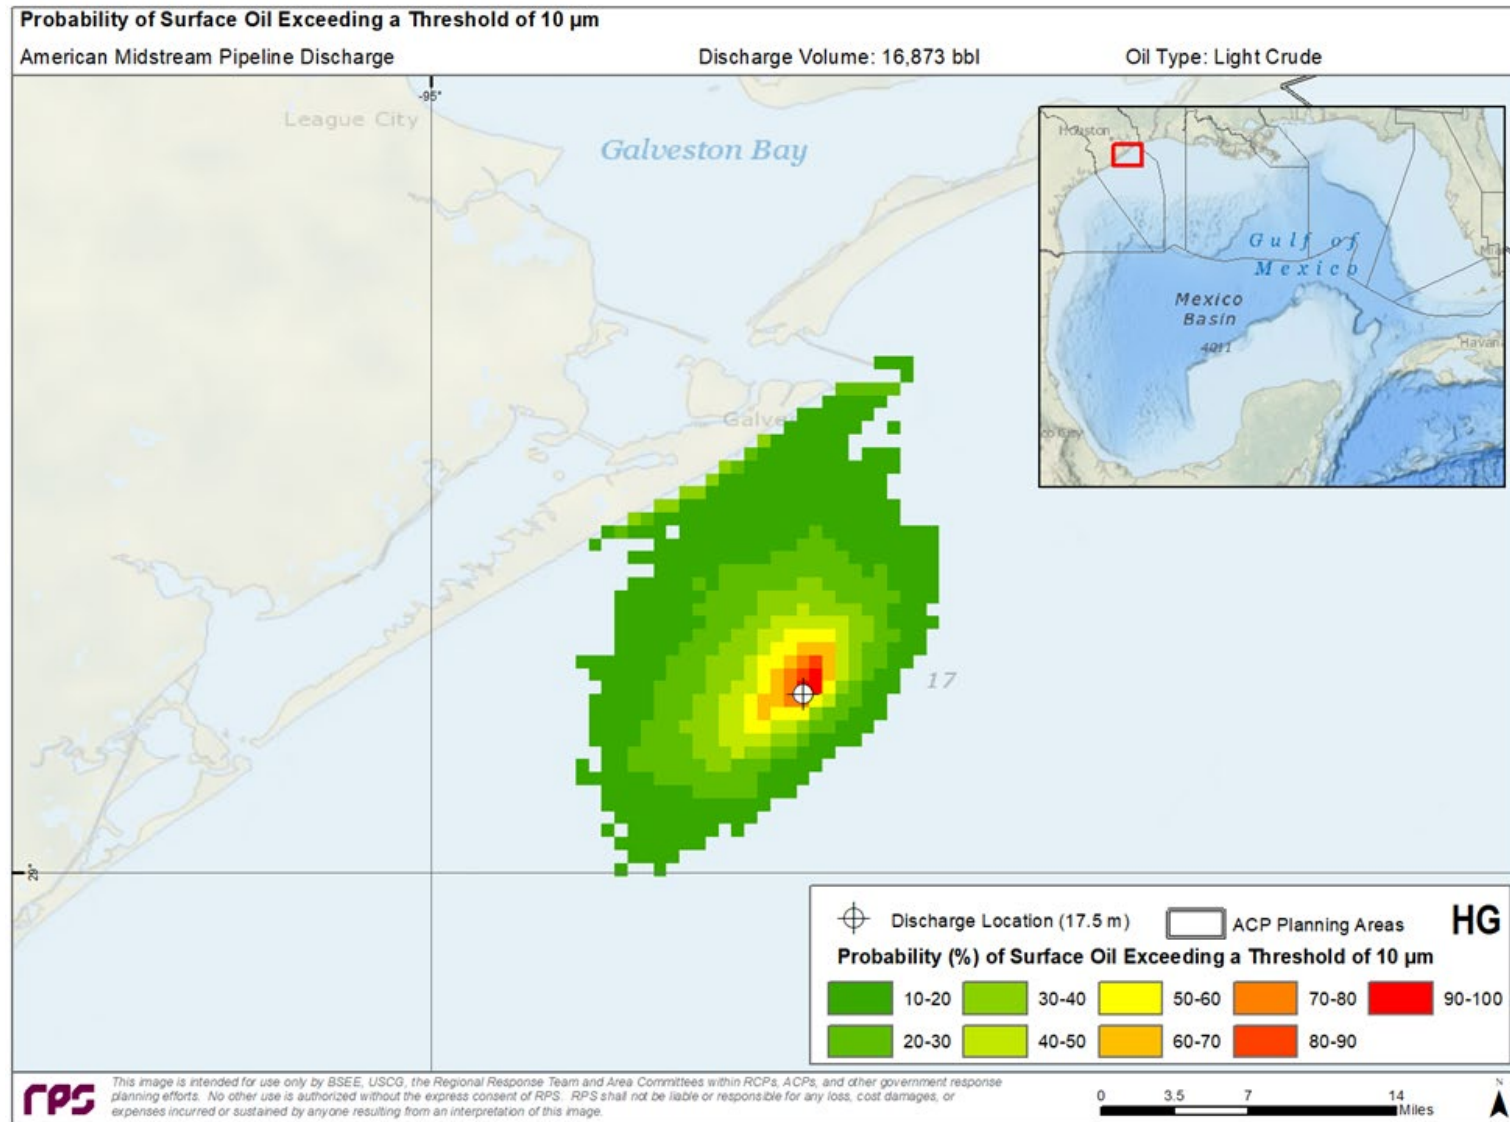 Probability of Surface Oil Exceeding a Threshold of 10 µm
American Midstream Pipeline Discharge Discharge Volume: 16,873 bbl Oil Type: Light Crude
-95°
League City
Galveston Bay
Houston
Gulf of
Mexico
Mexico
Basin
4011
Havan
Galve
17
29°
Discharge Location (17.5 m) ACP Planning Areas HG
Probability (%) of Surface Oil Exceeding a Threshold of 10 µm
10-20 30-40 50-60 70-80 90-100
20-30 40-50 60-70 80-90
rps
This image is intended for use only by BSEE, USCG, the Regional Response Team and Area Committees within RCPs, ACPs, and other government response
planning efforts. No other use is authorized without the express consent of RPS. RPS shall not be liable or responsible for any loss, cost damages, or
expenses incurred or sustained by anyone resulting from an interpretation of this image.
0 3.5 7 14
Miles
N